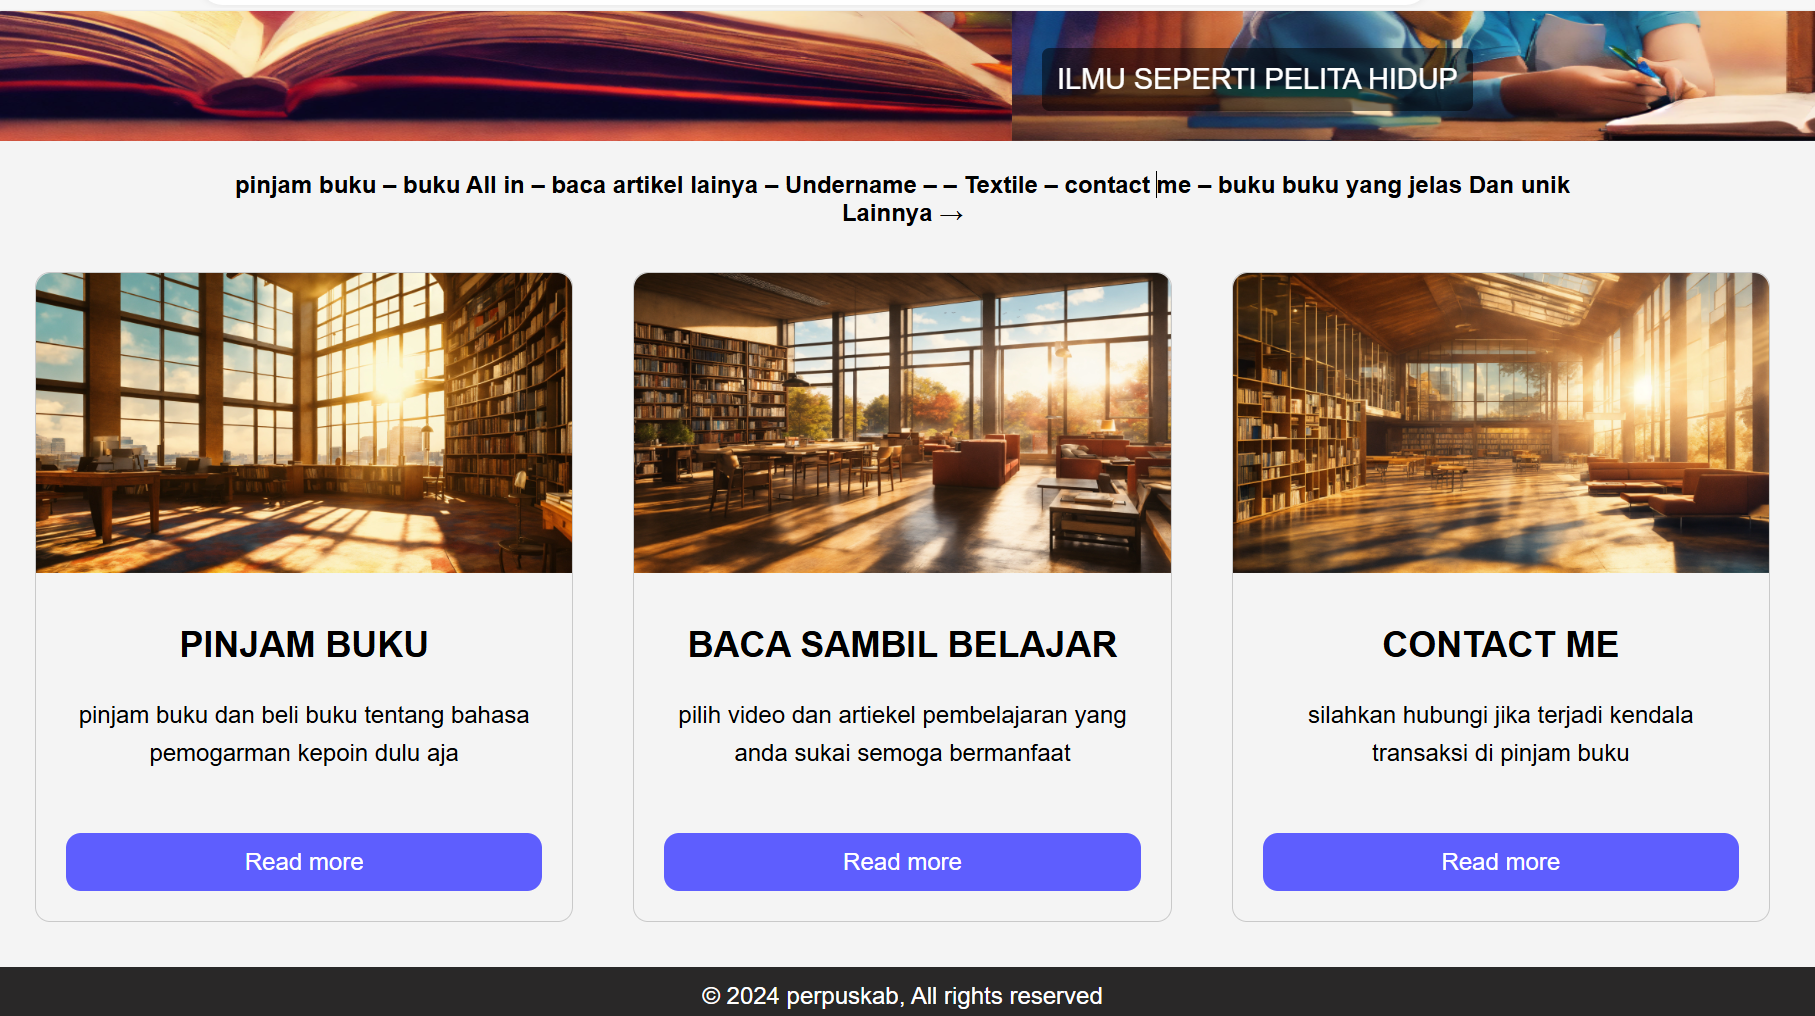 ILMU SEPERTI PELITA HIDUP
pinjam buku – buku All in – baca artikel lainya – Undername – – Textile – contact me – buku buku yang jelas Dan unik
Lainnya →
PINJAM BUKU
pinjam buku dan beli buku tentang bahasa
pemogarman kepoin dulu aja
Read more
BACA SAMBIL BELAJAR
pilih video dan artiekel pembelajaran yang
anda sukai semoga bermanfaat
Read more
CONTACT ME
silahkan hubungi jika terjadi kendala
transaksi di pinjam buku
Read more
© 2024 perpuskab, All rights reserved